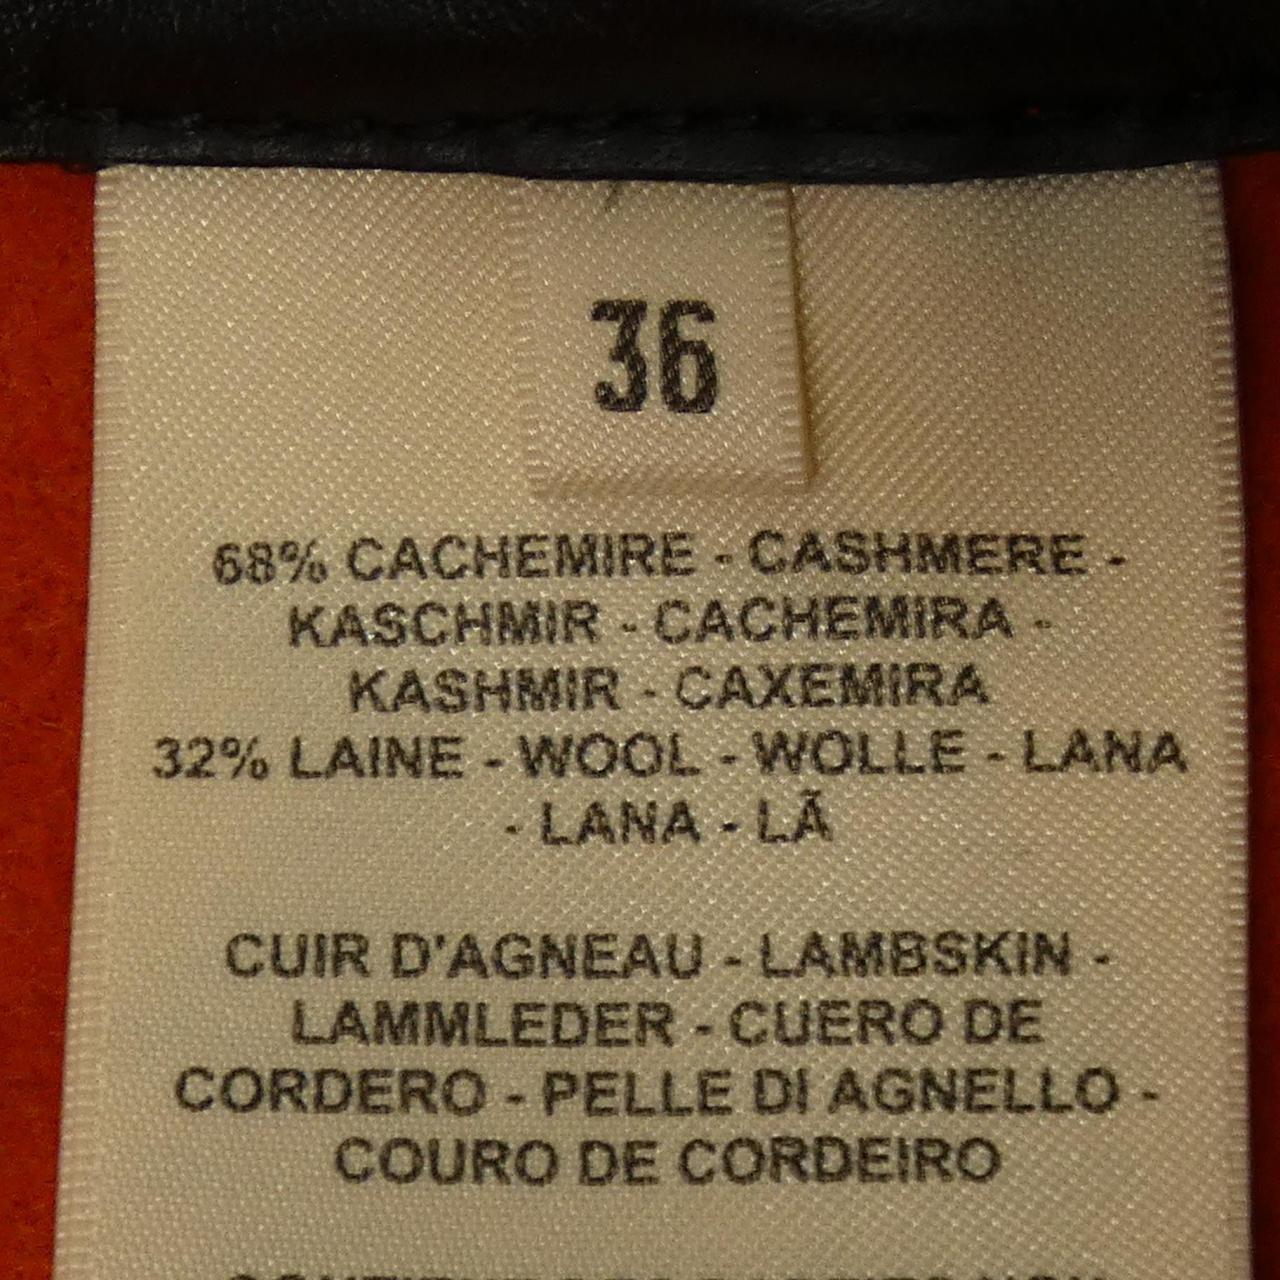 36
68% CACHEMIRE - CASHMERE -
KASCHMIR - CACHEMIRA -
KASHMIR - CAXEMIRA
32% LAINE - WOOL - WOLLE - LANA
- LANA - LÃ
CUIR D'AGNEAU - LAMBSKIN -
LAMMLEDER - CUERO DE
CORDERO - PELLE DI AGNELLO -
COURO DE CORDEIRO